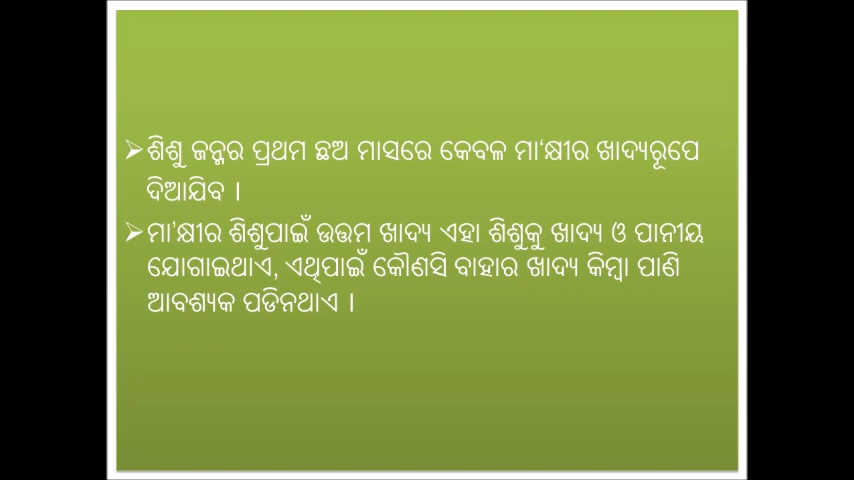 ➢ଶିଶୁ ଜନ୍ମର ପ୍ରଥମ ଛଅ ମାସରେ କେବଳ ମା‘କ୍ଷୀର ଖାଦ୍ୟରୂପେ
ଦିଆଯିବ ।
➢ମା’କ୍ଷୀର ଶିଶୁପାଇଁ ଉତ୍ତମ ଖାଦ୍ୟ ଏହା ଶିଶୁକୁ ଖାଦ୍ୟ ଓ ପାନୀୟ
ଯୋଗାଇଥାଏ, ଏଥିପାଇଁ କୌଣସି ବାହାର ଖାଦ୍ୟ କିମ୍ବା ପାଣି
ଆବଶ୍ୟକ ପଡିନଥାଏ ।